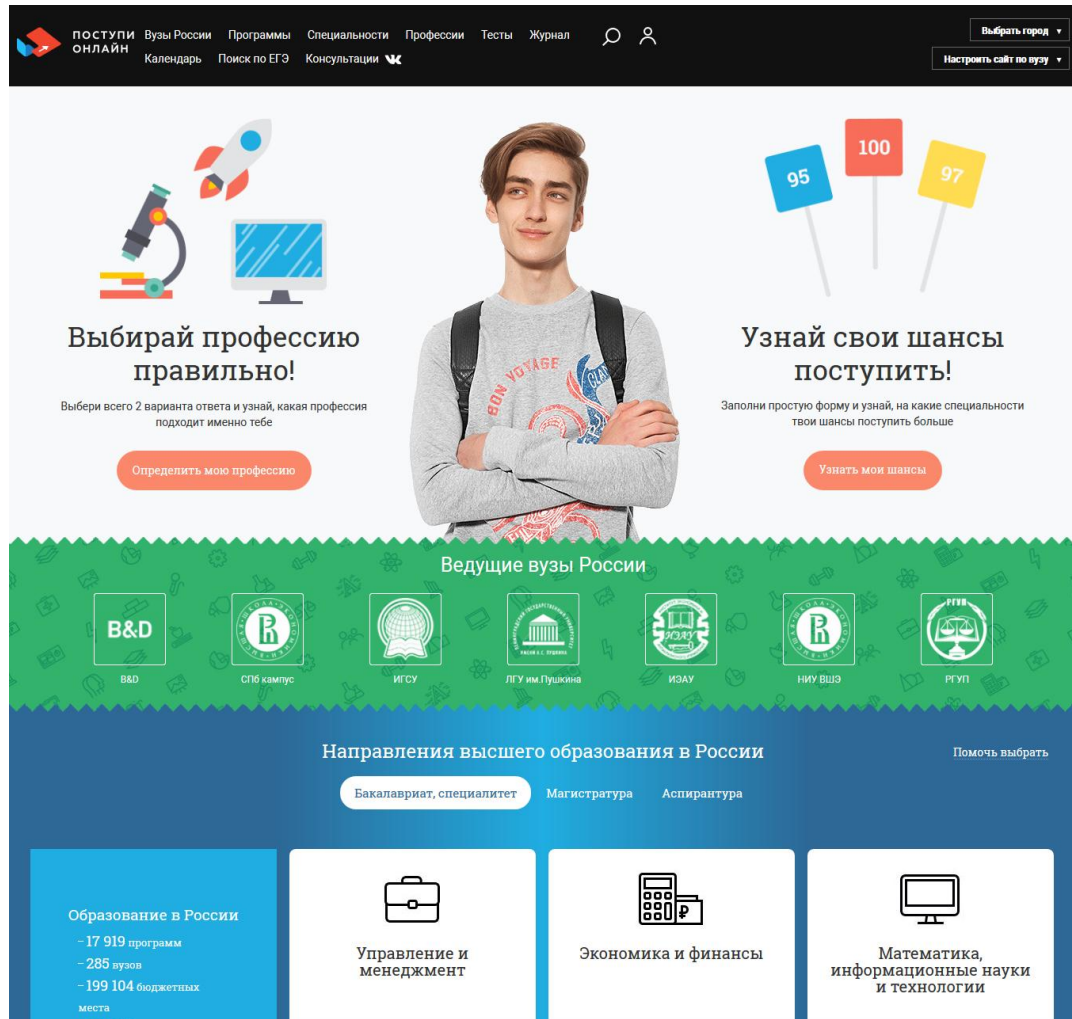 ПОСТУПИ
ОНЛАЙН
Вузы России Программы Специальности Профессии Тесты Журнал
Календарь Поиск по ЕГЭ Консультации
Выбрать город
Настроить сайт по вузу
95
100
97
BON VOYAGE
Выбирай профессию
правильно!
Выбери всего 2 варианта ответа и узнай, какая профессия
подходит именно тебе
Определить мою профессию
Узнай свои шансы
поступить!
Заполни простую форму и узнай, на какие специальности
твои шансы поступить больше
Узнать мои шансы
Ведущие вузы России
B&D
ИЭАУ
РГУП
B&D
СПб кампус
ИГСУ
ЛГУ им.Пушкина
ИЭАУ
НИУ ВШЭ
РГУП
Направления высшего образования в России
Помочь выбрать
Бакалавриат, специалитет Магистратура Аспирантура
Образование в России
– 17 919 программ
– 285 вузов
– 199 104 бюджетных
места
Управление и
менеджмент
Экономика и финансы
Математика,
информационные науки
и технологии